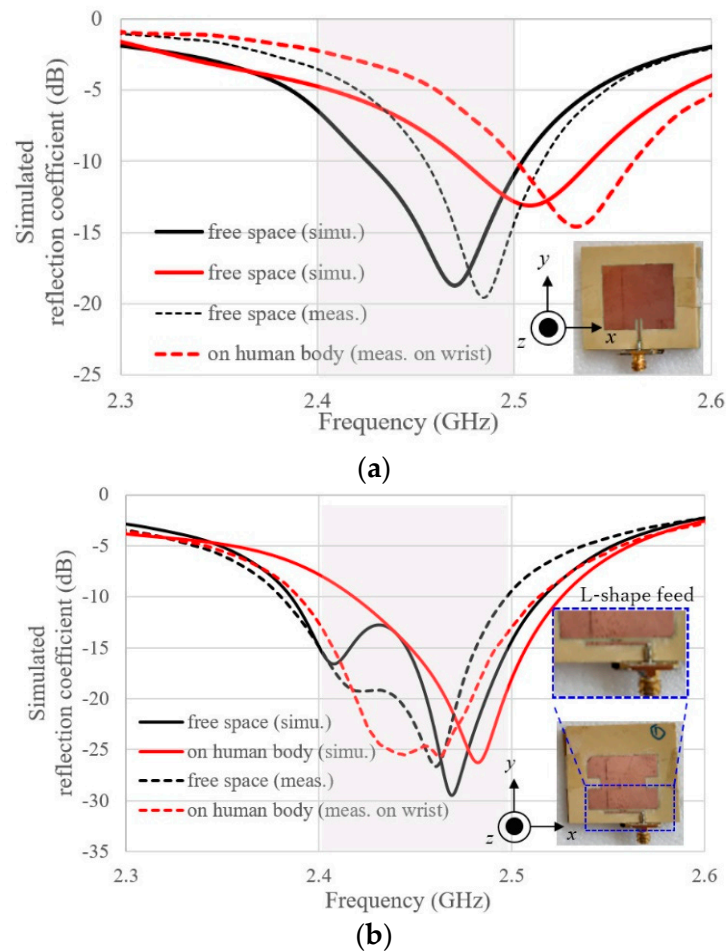 0
-5
-10
-15
-20
-25
Simulated
reflection coefficient (dB)
free space (simu.)
free space (simu.)
free space (meas.)
on human body (meas. on wrist)
y
z
x
2.3
2.4
2.5
2.6
Frequency (GHz)
(a)
0
-5
-10
-15
-20
-25
-30
-35
Simulated
reflection coefficient (dB)
L-shape feed
free space (simu.)
on human body (simu.)
free space (meas.)
on human body (meas. on wrist)
y
z
x
2.3
2.4
2.5
2.6
Frequency (GHz)
(b)